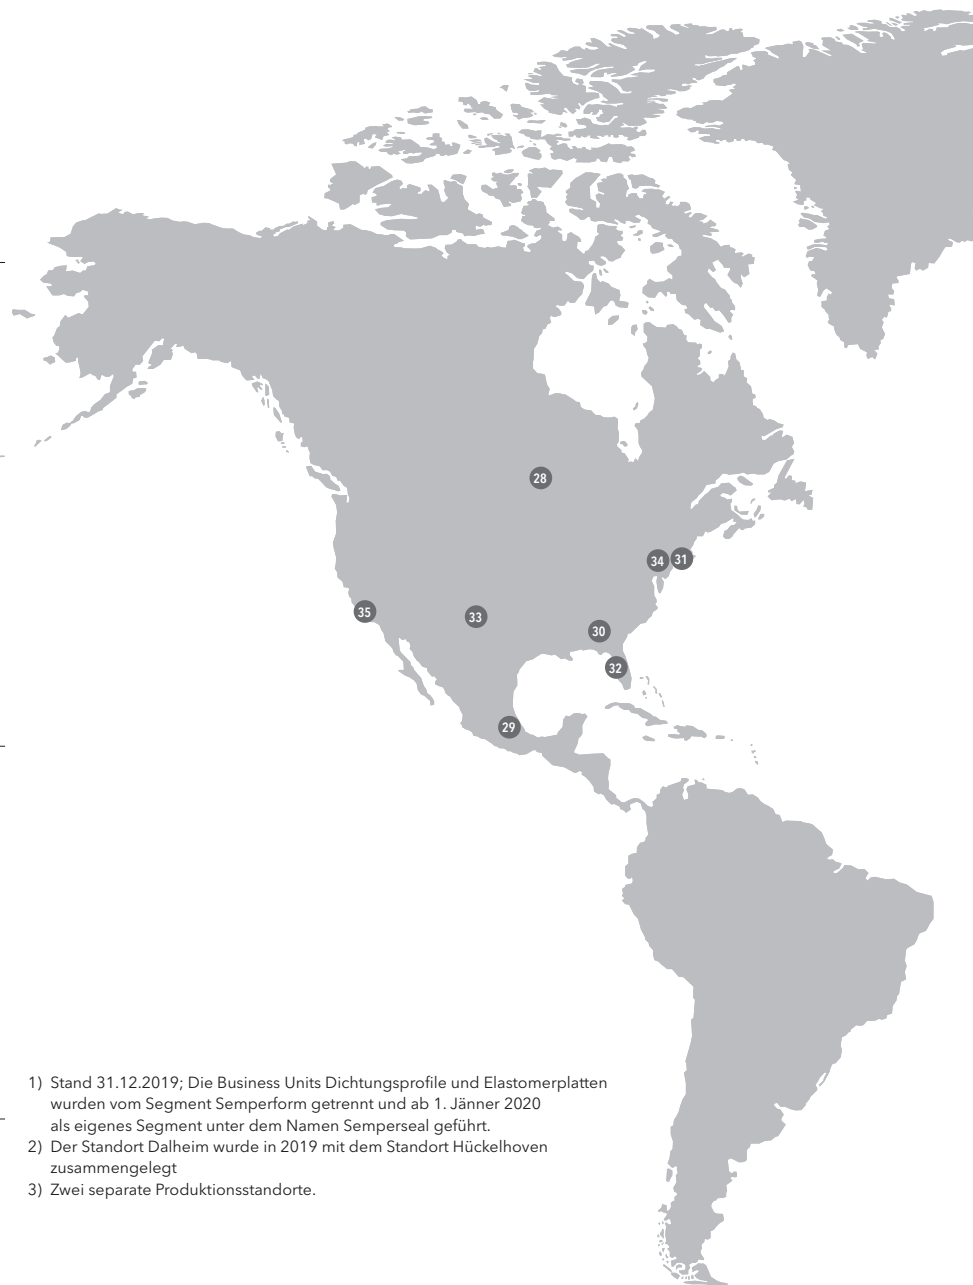 28
34
31
35
33
30
32
29
1) Stand 31.12.2019; Die Business Units Dichtungsprofile und Elastomerplatten
wurden vom Segment Semperform getrennt und ab 1. Jänner 2020
als eigenes Segment unter dem Namen Semperseal geführt.
2) Der Standort Dalheim wurde in 2019 mit dem Standort Hückelhoven
zusammengelegt
3) Zwei separate Produktionsstandorte.